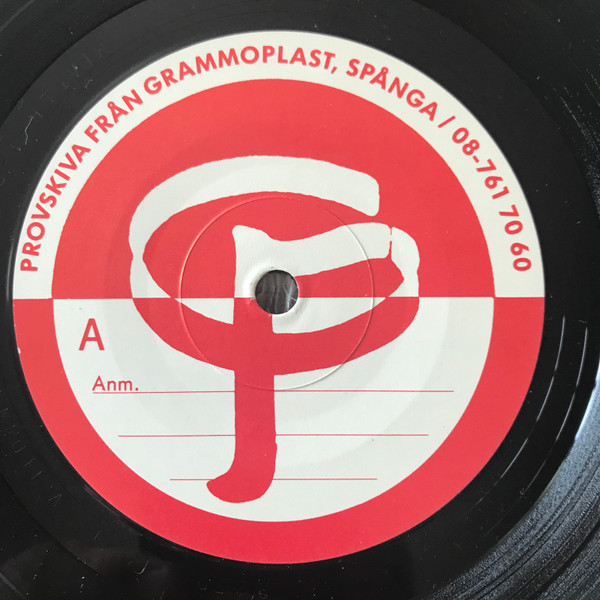 PROVSKIVA FRÅN GRAMMOPLAST, SPÅNGA / 08-761 70 60
A
Anm.